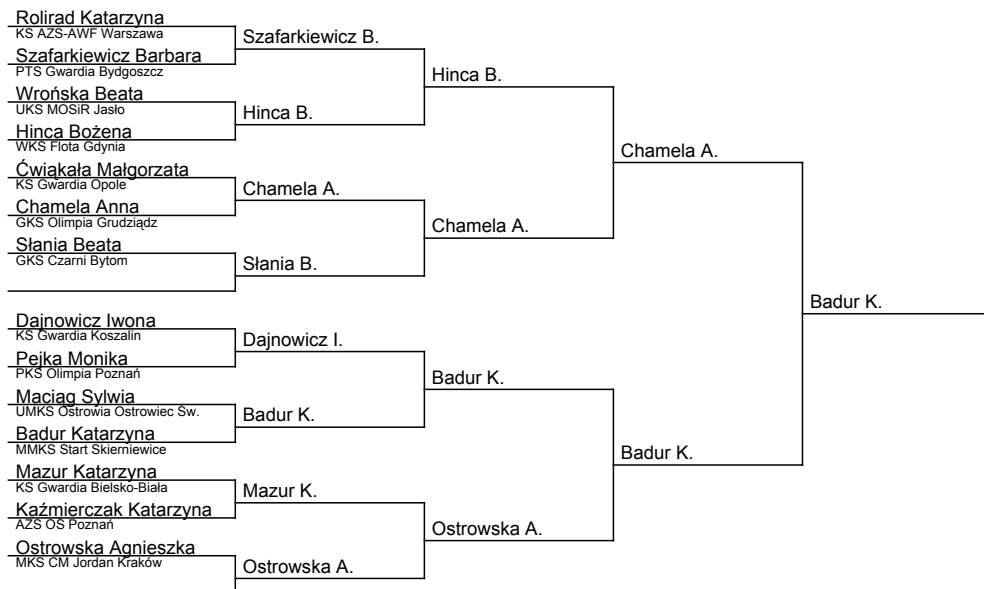 Rolirad Katarzyna
KS AZS-AWF Warszawa
Szafarkiewicz B.
Szafarkiewicz Barbara
PTS Gwardia Bydgoszcz
Hinca B.
Wrońska Beata
UKS MOSiR Jasło
Hinca B.
Hinca Bożena
WKS Flota Gdynia
Chamela A.
Ćwiąkała Małgorzata
KS Gwardia Opole
Chamela A.
Chamela Anna
GKS Olimpia Grudziądz
Chamela A.
Słania Beata
GKS Czarni Bytom
Słania B.
Badur K.
Dajnowicz Iwona
KS Gwardia Koszalin
Dajnowicz I.
Pejka Monika
PKS Olimpia Poznań
Badur K.
Maciąg Sylwia
UMKS Ostrovia Ostrowiec Św.
Badur K.
Badur Katarzyna
MMKS Start Skierniewice
Badur K.
Mazur Katarzyna
KS Gwardia Bielsko-Biała
Mazur K.
Kaźmierczak Katarzyna
AZS OŚ Poznań
Ostrowska A.
Ostrowska Agnieszka
MKS CM Jordan Kraków
Ostrowska A.